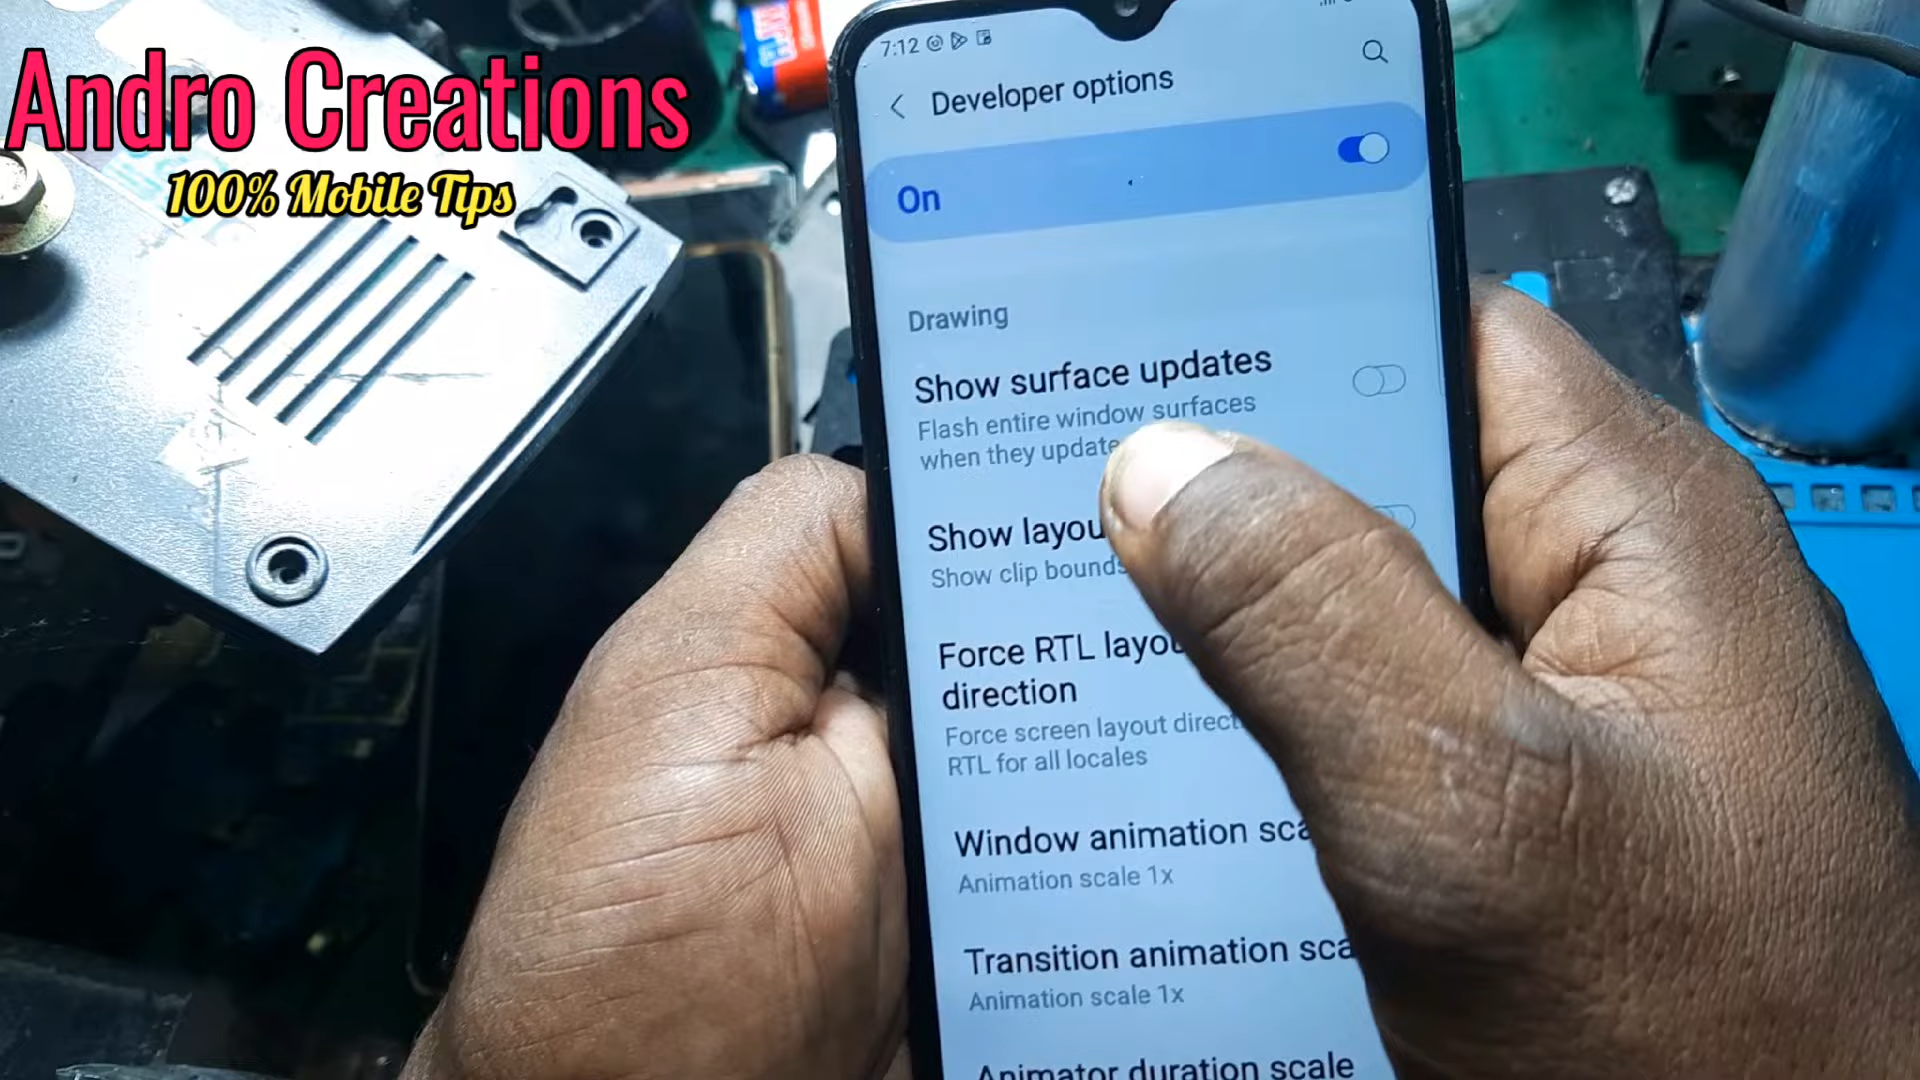 Andro Creations
100% Mobile Tips
7:12
Developer options
On
Drawing
Show surface updates
Flash entire window surfaces
when they update
Show layou
Show clip bounds
Force RTL layou
direction
Force screen layout direct
RTL for all locales
Window animation sca
Animation scale 1x
Transition animation sca
Animation scale 1x
Animator duration scale